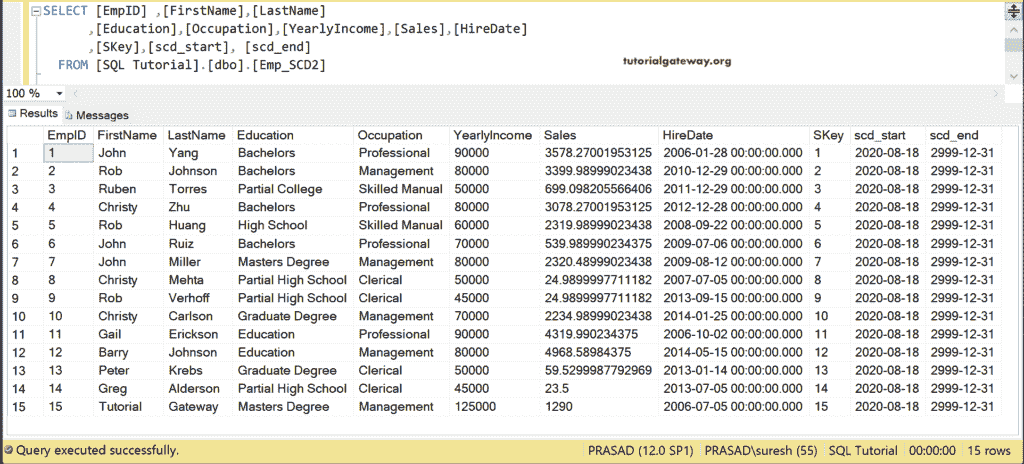 SELECT [EmpID] ,[FirstName],[LastName]
,[Education],[Occupation],[YearlyIncome],[Sales],[HireDate]
,[SKey],[scd_start], [scd_end]
FROM [SQL Tutorial].[dbo].[Emp_SCD2]
tutorialgateway.org
100 %
Results Messages
EmpID FirstName LastName Education Occupation YearlyIncome Sales HireDate SKey scd_start scd_end
1 1 John Yang Bachelors Professional 90000 3578.27001953125 2006-01-28 00:00:00.000 1 2020-08-18 2999-12-31
2 2 Rob Johnson Bachelors Management 80000 3399.98999023438 2010-12-29 00:00:00.000 2 2020-08-18 2999-12-31
3 3 Ruben Torres Partial College Skilled Manual 50000 699.098205566406 2011-12-29 00:00:00.000 3 2020-08-18 2999-12-31
4 4 Christy Zhu Bachelors Professional 80000 3078.27001953125 2012-12-28 00:00:00.000 4 2020-08-18 2999-12-31
5 5 Rob Huang High School Skilled Manual 60000 2319.98999023438 2008-09-22 00:00:00.000 5 2020-08-18 2999-12-31
6 6 John Ruiz Bachelors Professional 70000 539.989990234375 2009-07-06 00:00:00.000 6 2020-08-18 2999-12-31
7 7 John Miller Masters Degree Management 80000 2320.48999023438 2009-08-12 00:00:00.000 7 2020-08-18 2999-12-31
8 8 Christy Mehta Partial High School Clerical 50000 24.9899997711182 2007-07-05 00:00:00.000 8 2020-08-18 2999-12-31
9 9 Rob Verhoff Partial High School Clerical 45000 24.9899997711182 2013-09-15 00:00:00.000 9 2020-08-18 2999-12-31
10 10 Christy Carlson Graduate Degree Management 70000 2234.98999023438 2014-01-25 00:00:00.000 10 2020-08-18 2999-12-31
11 11 Gail Erickson Education Professional 90000 4319.990234375 2006-10-02 00:00:00.000 11 2020-08-18 2999-12-31
12 12 Barry Johnson Education Management 80000 4968.58984375 2014-05-15 00:00:00.000 12 2020-08-18 2999-12-31
13 13 Peter Krebs Graduate Degree Clerical 50000 59.5299987792969 2013-01-14 00:00:00.000 13 2020-08-18 2999-12-31
14 14 Greg Alderson Partial High School Clerical 45000 23.5 2013-07-05 00:00:00.000 14 2020-08-18 2999-12-31
15 15 Tutorial Gateway Masters Degree Management 125000 1290 2006-07-05 00:00:00.000 15 2020-08-18 2999-12-31
Query executed successfully. PRASAD (12.0 SP1) PRASAD\suresh (55) SQL Tutorial 00:00:00 15 rows